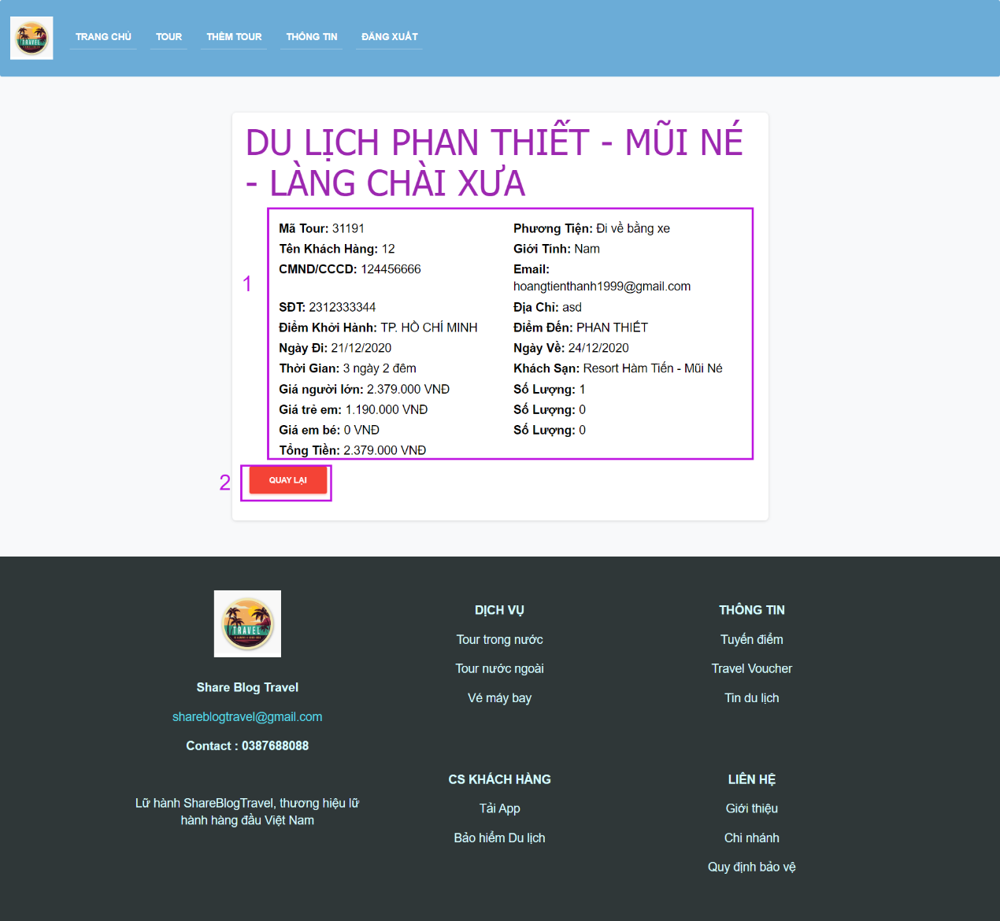 TRAVEL
TRANG CHỦ TOUR THÊM TOUR THÔNG TIN ĐĂNG XUẤT
DU LỊCH PHAN THIẾT - MŨI NÉ
- LÀNG CHÀI XƯA
1
Mã Tour: 31191 Phương Tiện: Đi về bằng xe
Tên Khách Hàng: 12 Giới Tính: Nam
CMND/CCCD: 124456666 Email:
hoangtienthanh1999@gmail.com
SĐT: 2312333344 Địa Chỉ: asd
Điểm Khởi Hành: TP. HỒ CHÍ MINH Điểm Đến: PHAN THIẾT
Ngày Đi: 21/12/2020 Ngày Về: 24/12/2020
Thời Gian: 3 ngày 2 đêm Khách Sạn: Resort Hàm Tiến - Mũi Né
Giá người lớn: 2.379.000 VNĐ Số Lượng: 1
Giá trẻ em: 1.190.000 VNĐ Số Lượng: 0
Giá em bé: 0 VNĐ Số Lượng: 0
Tổng Tiền: 2.379.000 VNĐ
2
QUAY LẠI
TRAVEL
Share Blog Travel
shareblogtravel@gmail.com
Contact : 0387688088
Lữ hành ShareBlogTravel, thương hiệu lữ
hành hàng đầu Việt Nam
DỊCH VỤ
Tour trong nước
Tour nước ngoài
Vé máy bay
THÔNG TIN
Tuyến điểm
Travel Voucher
Tin du lịch
CS KHÁCH HÀNG
Tải App
Bảo hiểm Du lịch
LIÊN HỆ
Giới thiệu
Chi nhánh
Quy định bảo vệ